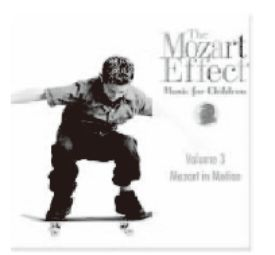 The
Mozart
Effect
Music for Children
Volume 3
Mozart in Motion